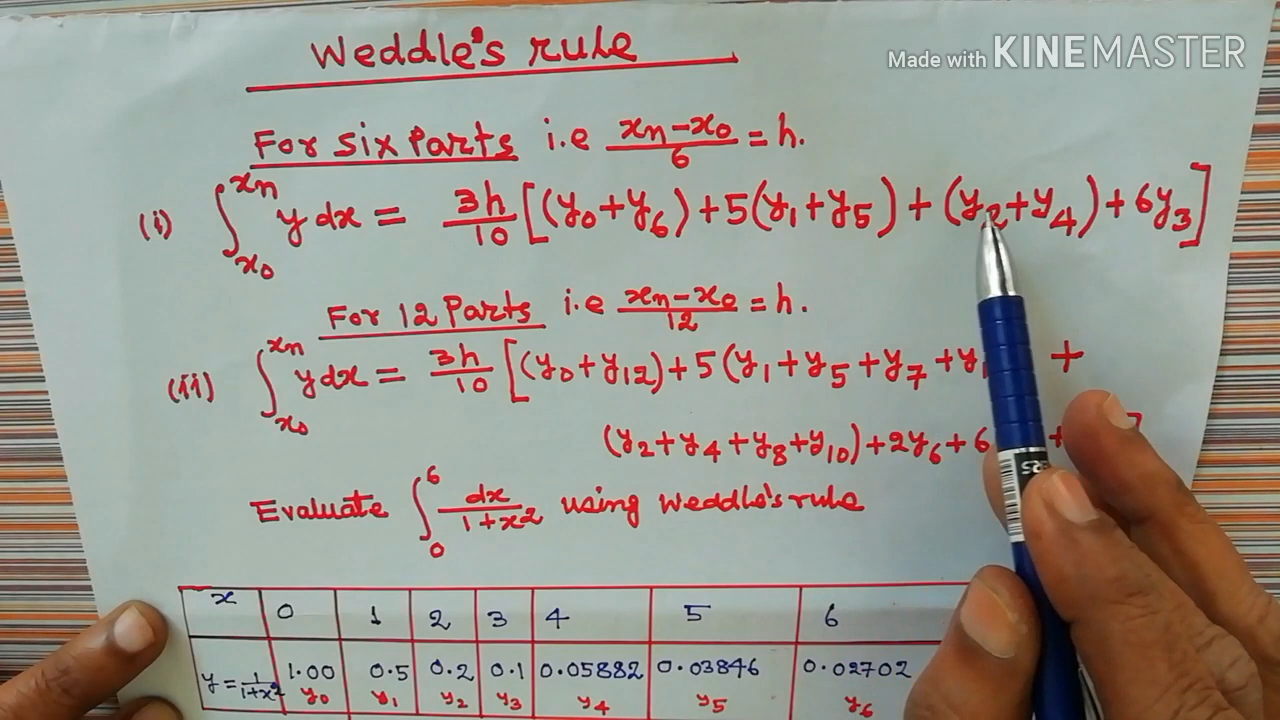 Made with KINEMASTER
Weddle's rule
For six Parts i.e (xn-x0)/6 = h.
(i) ∫_{x0}^{xn} y dx = 3h/10 [(y0+y6)+5(y1+y5)+(y2+y4)+6y3]
For 12 Parts i.e (xn-x0)/12 = h.
(ii) ∫_{x0}^{xn} y dx = 3h/10 [(y0+y12)+5(y1+y5+y7+ +
(y2+y4+y8+y10)+2y6+6 + ]
Evaluate ∫_0^6 dx/(1+x2) using Weddle's rule
x 0 1 2 3 4 5 6
y = 1/(1+x²) 1.00 0.5 0.2 0.1 0.05882 0.03846 0.02702
y0 y1 y2 y3 y4 y5 y6